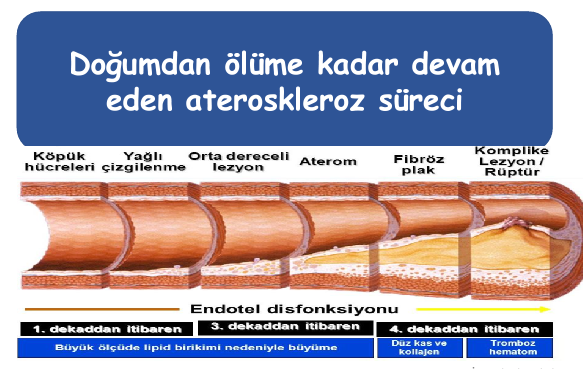 Doğumdan ölüme kadar devam
eden ateroskleroz süreci
Köpük
hücreleri
Yağlı
çizgilenme
Orta dereceli
lezyon
Aterom
Fibröz
plak
Komplike
Lezyon /
Rüptür
Endotel disfonksiyonu
1. dekaddan itibaren
3. dekaddan itibaren
4. dekaddan itibaren
Büyük ölçüde lipid birikimi nedeniyle büyüme
Düz kas ve
kollajen
Tromboz
hematom